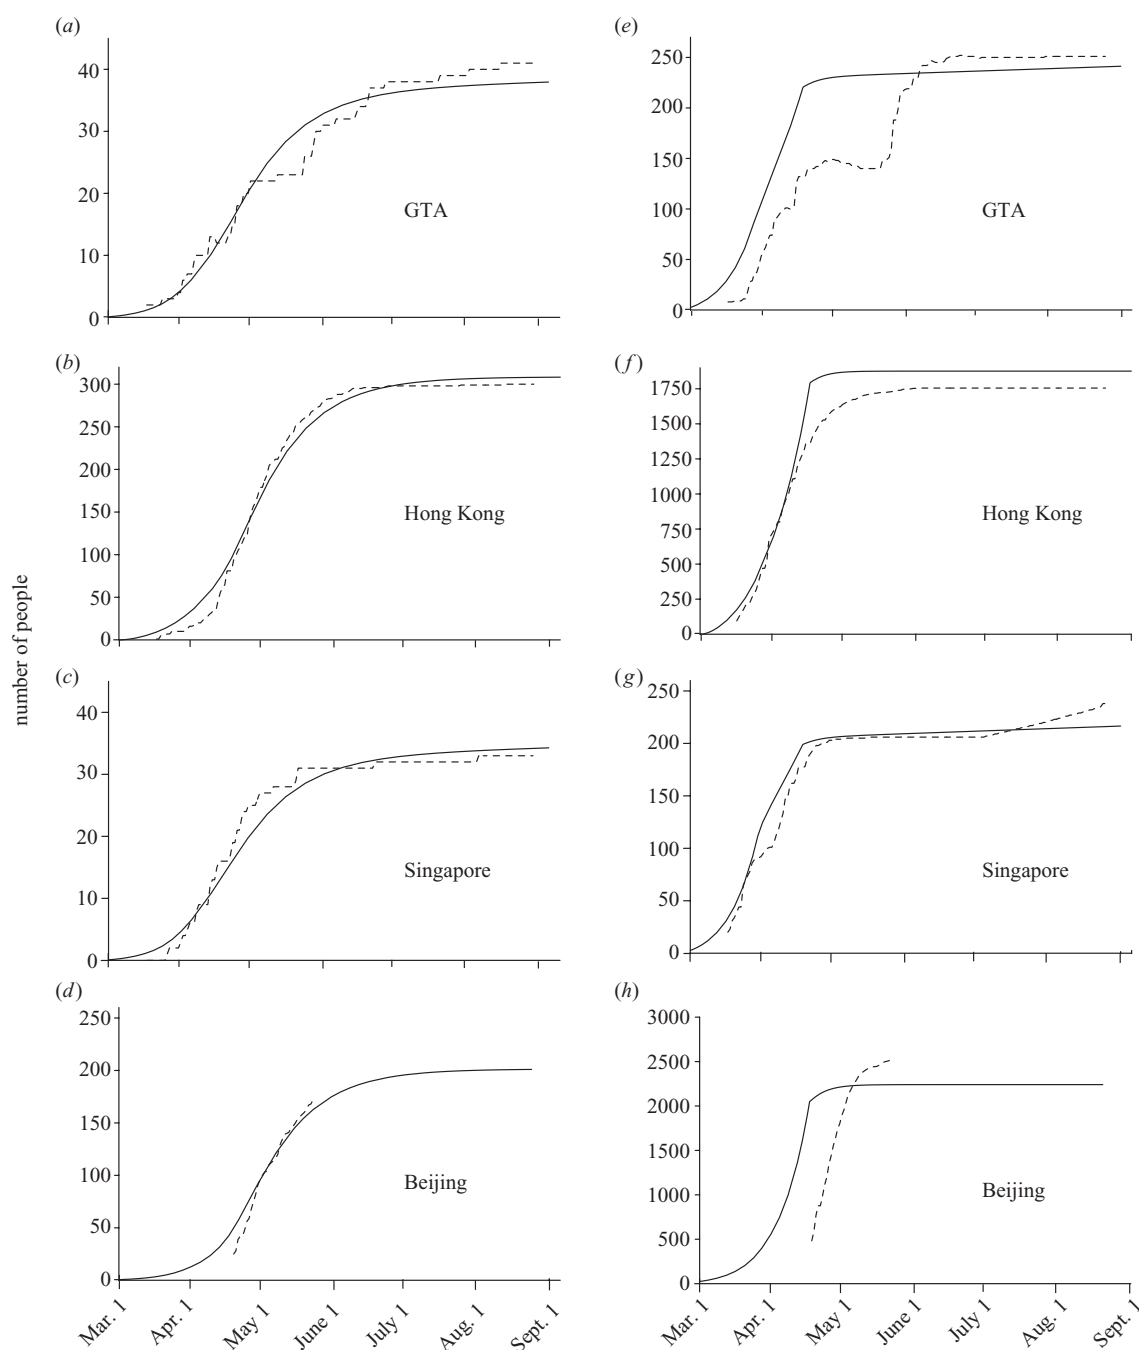 (a)
40
30
20
10
0
GTA
(e)
250
200
150
100
50
0
GTA
(b)
300
250
200
150
100
50
0
Hong Kong
(f)
1750
1500
1250
1000
750
500
250
0
Hong Kong
number of people
(c)
40
30
20
10
0
Singapore
(g)
250
200
150
100
50
0
Singapore
(d)
250
200
150
100
50
0
Beijing
Mar. 1 Apr. 1 May 1 June 1 July 1 Aug. 1 Sept. 1
(h)
3000
2500
2000
1500
1000
500
0
Beijing
Mar. 1 Apr. 1 May 1 June 1 July 1 Aug. 1 Sept. 1